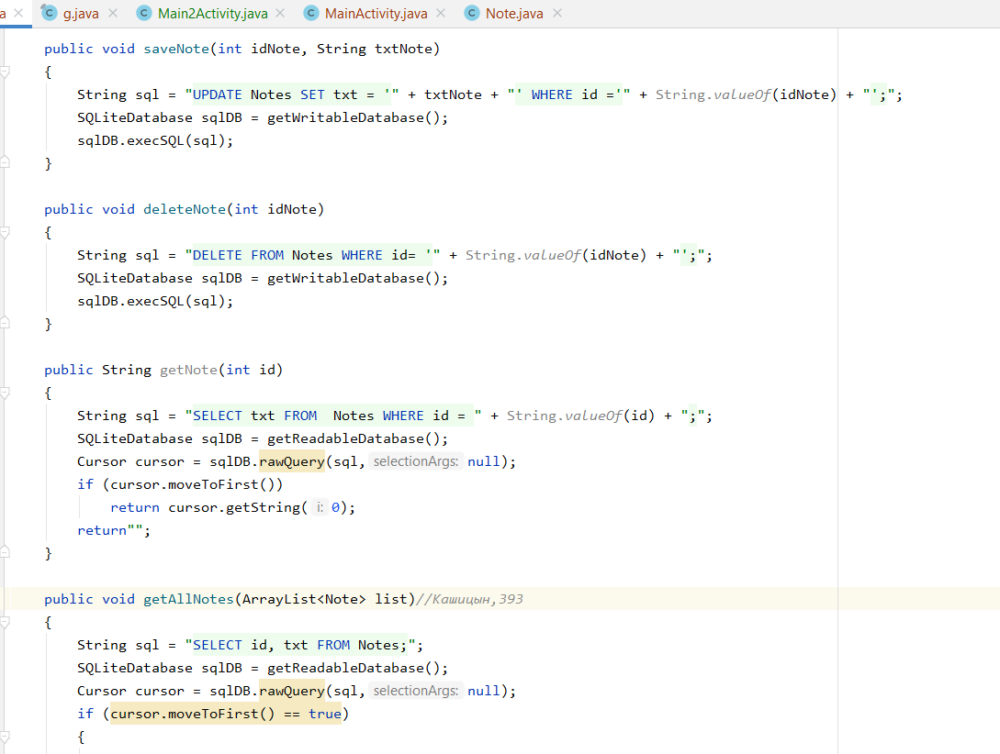 a g.java Main2Activity.java MainActivity.java Note.java
public void saveNote(int idNote, String txtNote)
{
String sql = "UPDATE Notes SET txt = '" + txtNote + "' WHERE id ='" + String.valueOf(idNote) + "';";
SQLiteDatabase sqlDB = getWritableDatabase();
sqlDB.execSQL(sql);
}
public void deleteNote(int idNote)
{
String sql = "DELETE FROM Notes WHERE id= '" + String.valueOf(idNote) + "';";
SQLiteDatabase sqlDB = getWritableDatabase();
sqlDB.execSQL(sql);
}
public String getNote(int id)
{
String sql = "SELECT txt FROM  Notes WHERE id = " + String.valueOf(id) + ";";
SQLiteDatabase sqlDB = getReadableDatabase();
Cursor cursor = sqlDB.rawQuery(sql, selectionArgs: null);
if (cursor.moveToFirst())
return cursor.getString( i: 0);
return"";
}
public void getAllNotes(ArrayList<Note> list)//Кашицын,393
{
String sql = "SELECT id, txt FROM Notes;";
SQLiteDatabase sqlDB = getReadableDatabase();
Cursor cursor = sqlDB.rawQuery(sql, selectionArgs: null);
if (cursor.moveToFirst() == true)
{